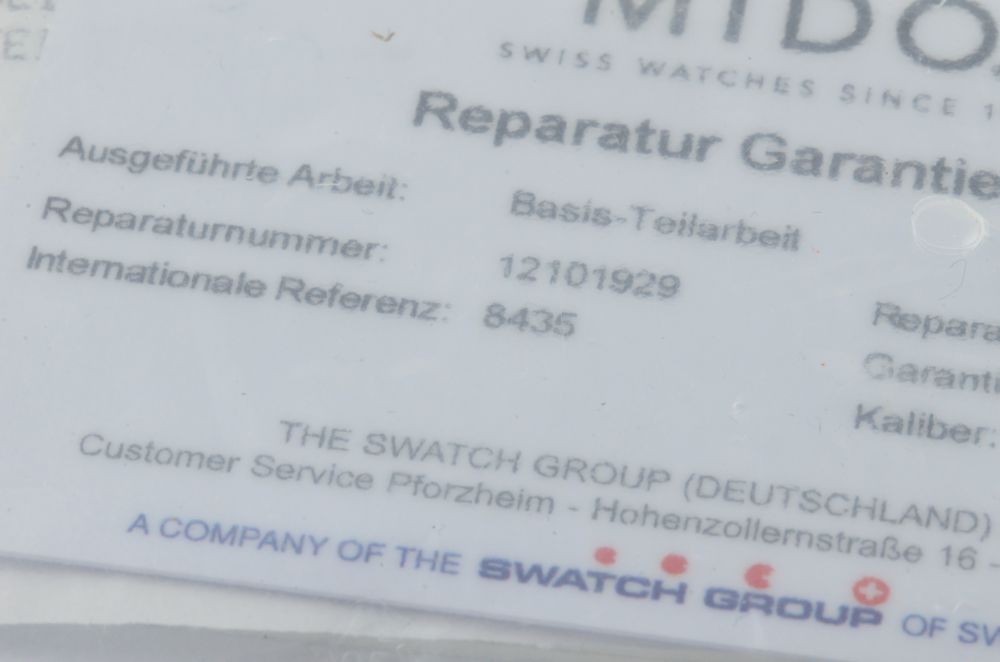 MIDO
SWISS WATCHES SINCE 1
Reparatur Garantie
Ausgeführte Arbeit: Basis-Teilarbeit
Reparaturnummer: 12101929
Internationale Referenz: 8435
Repara
Garanti
Kaliber:
THE SWATCH GROUP (DEUTSCHLAND)
Customer Service Pforzheim - Hohenzollernstraße 16 -
A COMPANY OF THE SWATCH GROUP OF SW